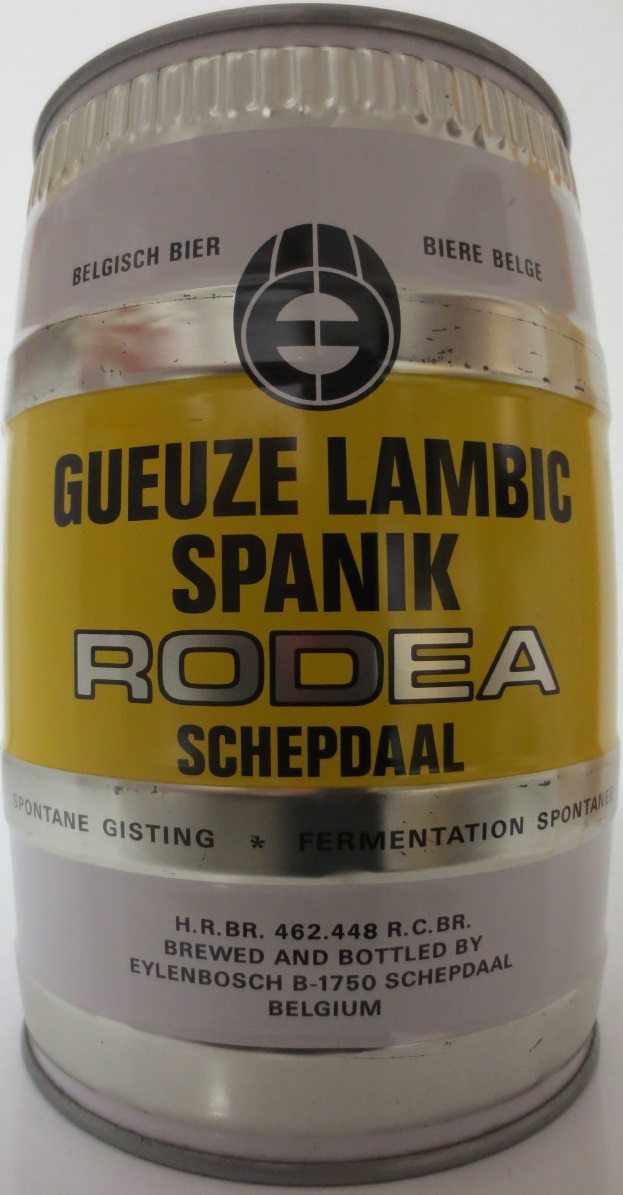 BELGISCH BIER
BIERE BELGE
e
GUEUZE LAMBIC
SPANIK
RODEA
SCHEPDAAL
SPONTANE GISTING * FERMENTATION SPONTANEE
H.R.BR. 462.448 R.C.BR.
BREWED AND BOTTLED BY
EYLENBOSCH B-1750 SCHEPDAAL
BELGIUM